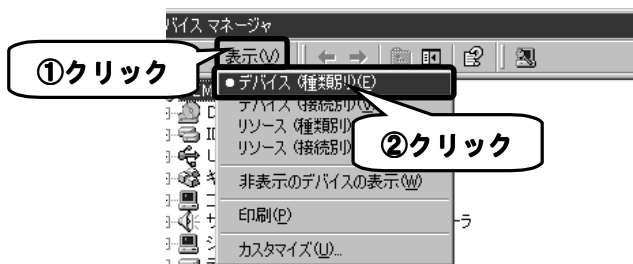 バイス マネージャ
表示(V)
①クリック
デバイス (種類別)(E)
デバイス (接続別)(V)
リソース (種類別)
リソース (接続別)
②クリック
非表示のデバイスの表示(W)
印刷(P)
カスタマイズ(U)...
ーラ